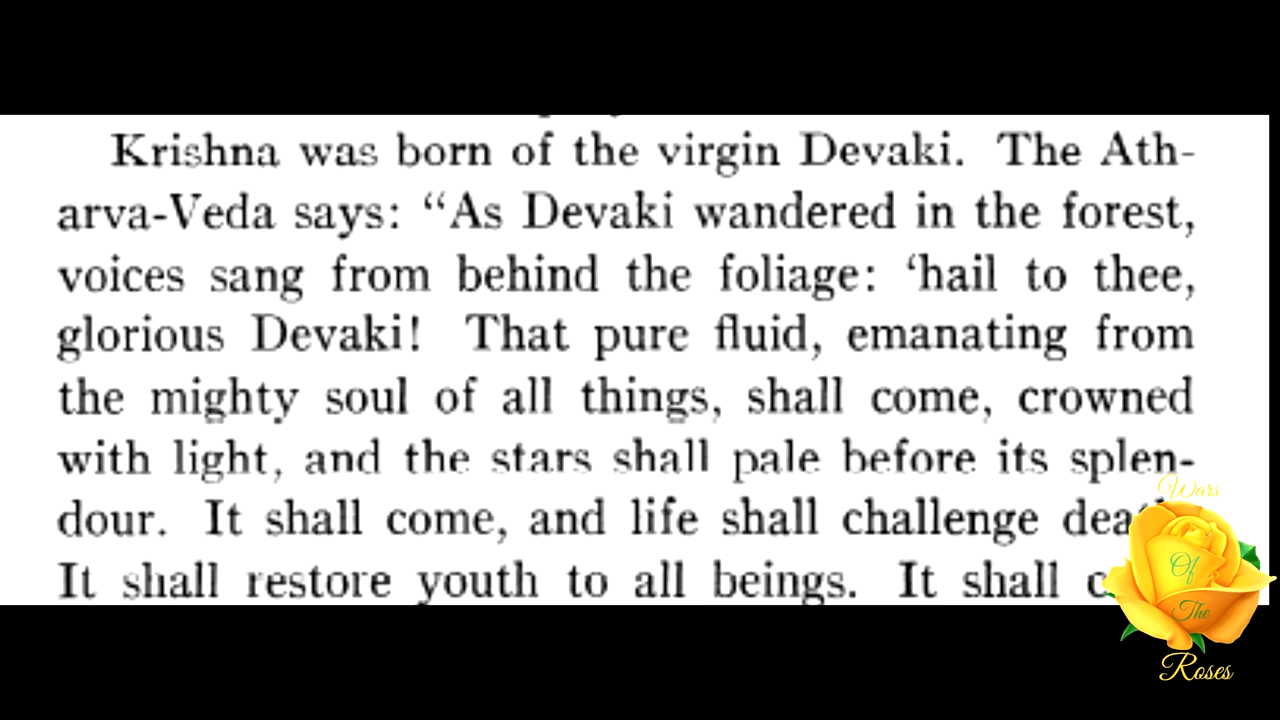 Krishna was born of the virgin Devaki. The Ath-
arva-Veda says: “As Devaki wandered in the forest,
voices sang from behind the foliage: ‘hail to thee,
glorious Devaki! That pure fluid, emanating from
the mighty soul of all things, shall come, crowned
with light, and the stars shall pale before its splen-
dour. It shall come, and life shall challenge
It shall restore youth to all beings. It shall
Wars
Of
The
Roses